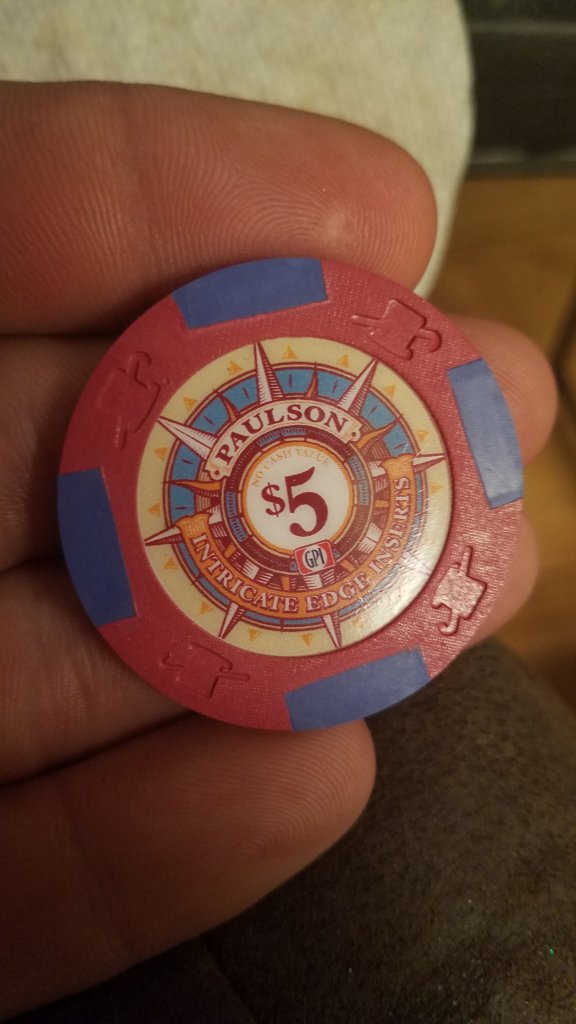 PAULSON
NO CASH VALUE
$5
GPI
INTRICATE EDGE INSERTS